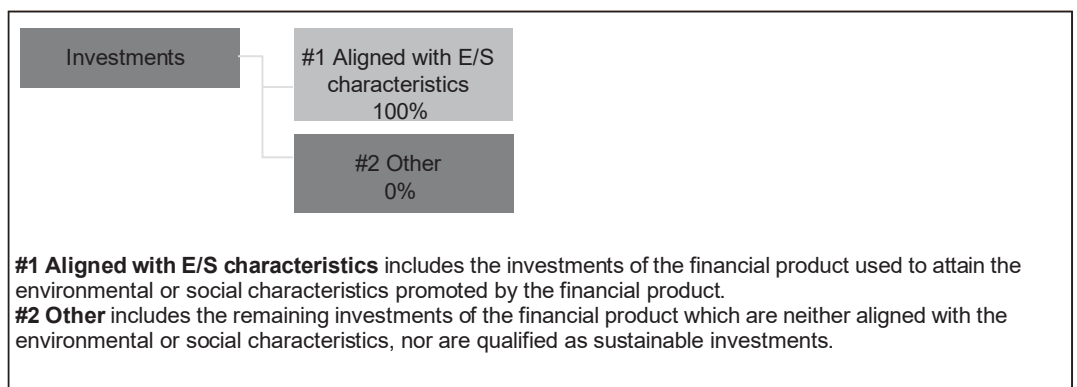 Investments
#1 Aligned with E/S
characteristics
100%
#2 Other
0%
#1 Aligned with E/S characteristics includes the investments of the financial product used to attain the
environmental or social characteristics promoted by the financial product.
#2 Other includes the remaining investments of the financial product which are neither aligned with the
environmental or social characteristics, nor are qualified as sustainable investments.